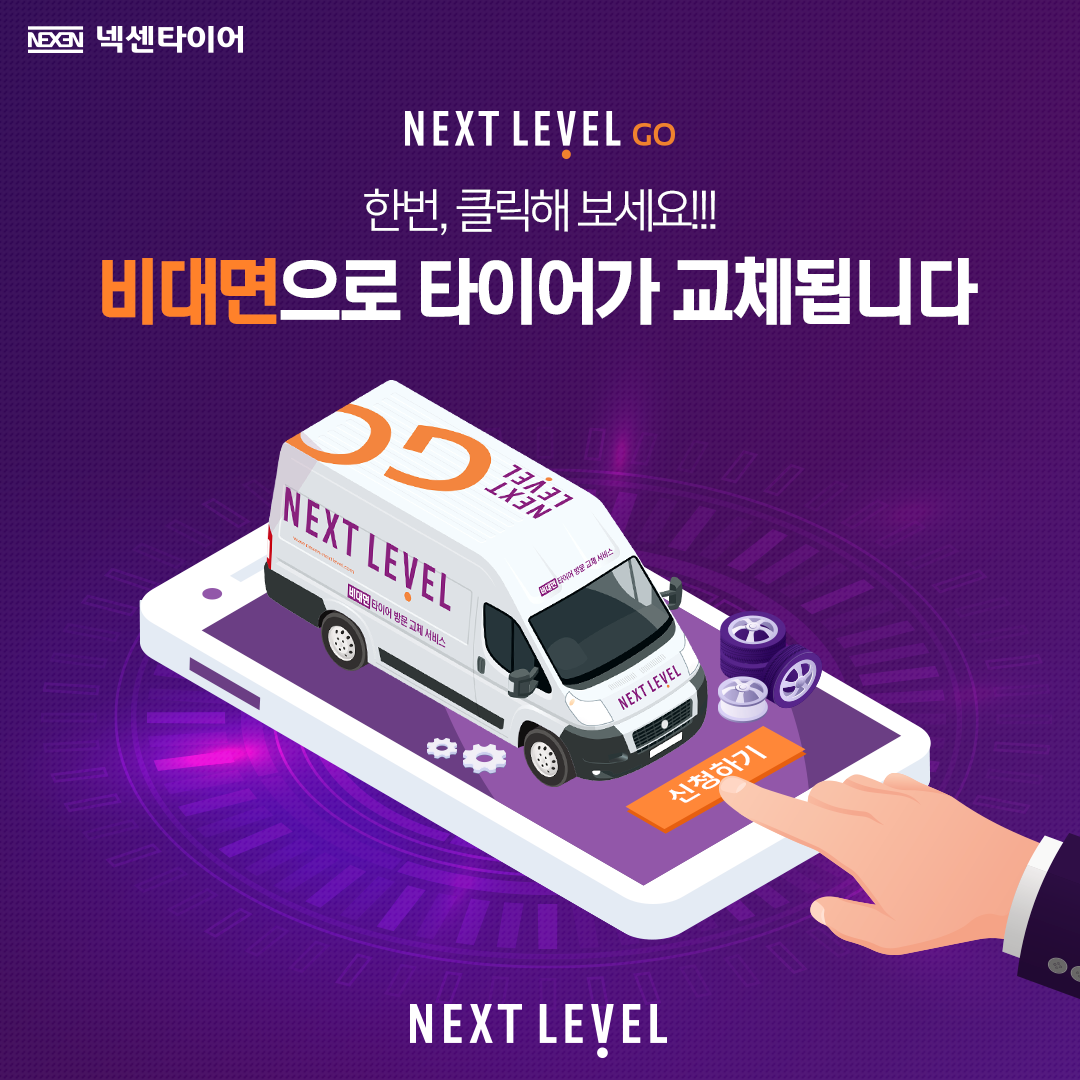 NEXEN 넥센타이어
NEXT LEVEL GO
한번, 클릭해 보세요!!!
비대면으로 타이어가 교체됩니다
GO
NEXT
LEVEL
NEXT LEVEL
비대면 타이어 방문 교체 서비스
비대면 타이어 방문 교체 서비스
NEXT LEVEL
신청하기
NEXT LEVEL